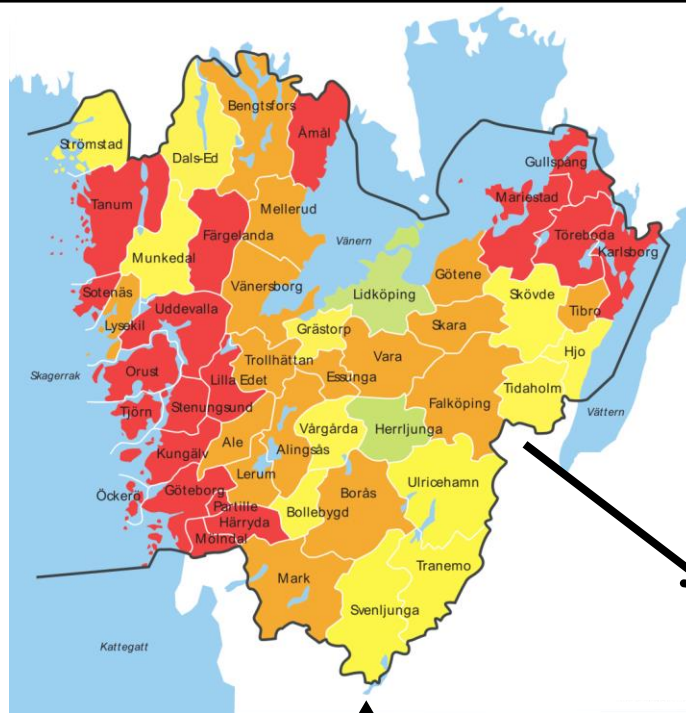 Bengtsfors
Åmål
Strömstad
Dals-Ed
Gullspång
Mariestad
Tanum
Mellerud
Färgelanda
Töreboda
Vänern
Karlsborg
Munkedal
Götene
Skövde
Sotenäs
Vänersborg
Lidköping
Uddevalla
Tibro
Lysekil
Grästorp
Skara
Hjo
Trollhättan
Vara
Skagerrak
Orust
Lilla
Edet
Essunga
Tidaholm
Falköping
Tjörn
Stenungsund
Vättern
Vårgårda
Herrljunga
Ale
Alingsås
Kungälv
Lerum
Ulricehamn
Öckerö
Göteborg
Borås
Partille
Bollebygd
Härryda
Mölndal
Tranemo
Mark
Svenljunga
Kattegatt